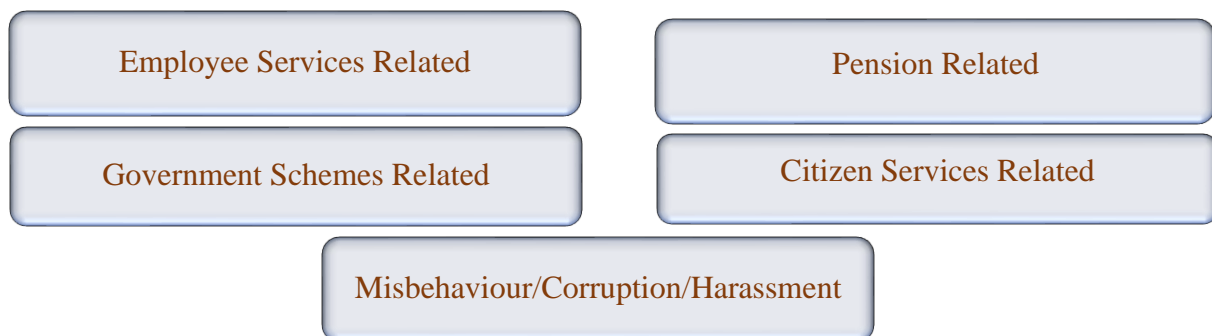 Employee Services Related
Pension Related
Government Schemes Related
Citizen Services Related
Misbehaviour/Corruption/Harassment